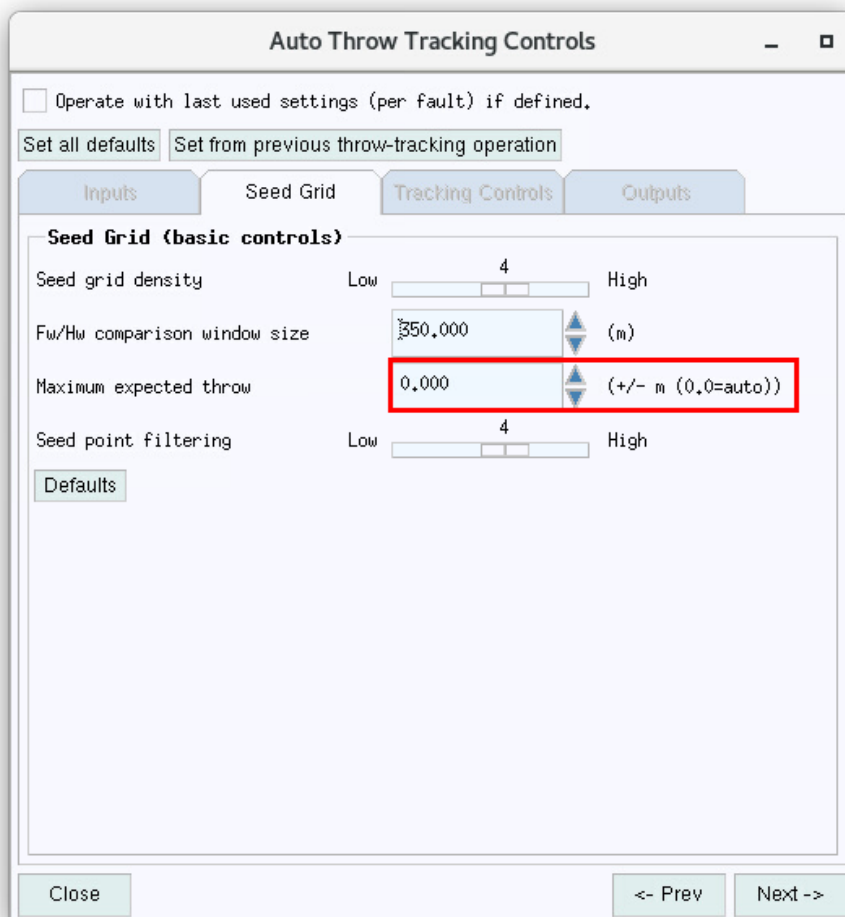 Auto Throw Tracking Controls
Operate with last used settings (per fault) if defined.
Set all defaults Set from previous throw-tracking operation
Inputs Seed Grid Tracking Controls Outputs
Seed Grid (basic controls)
Seed grid density Low 4 High
Fw/Hw comparison window size 350.000 (m)
Maximum expected throw 0.000 (+/- m (0.0=auto))
Seed point filtering Low 4 High
Defaults
Close <- Prev Next ->